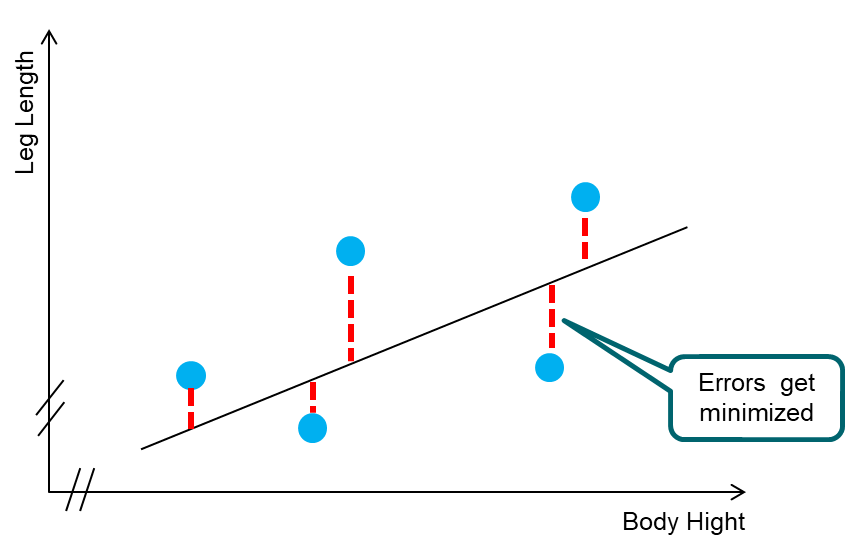 Leg Length
Errors get
minimized
Body Hight